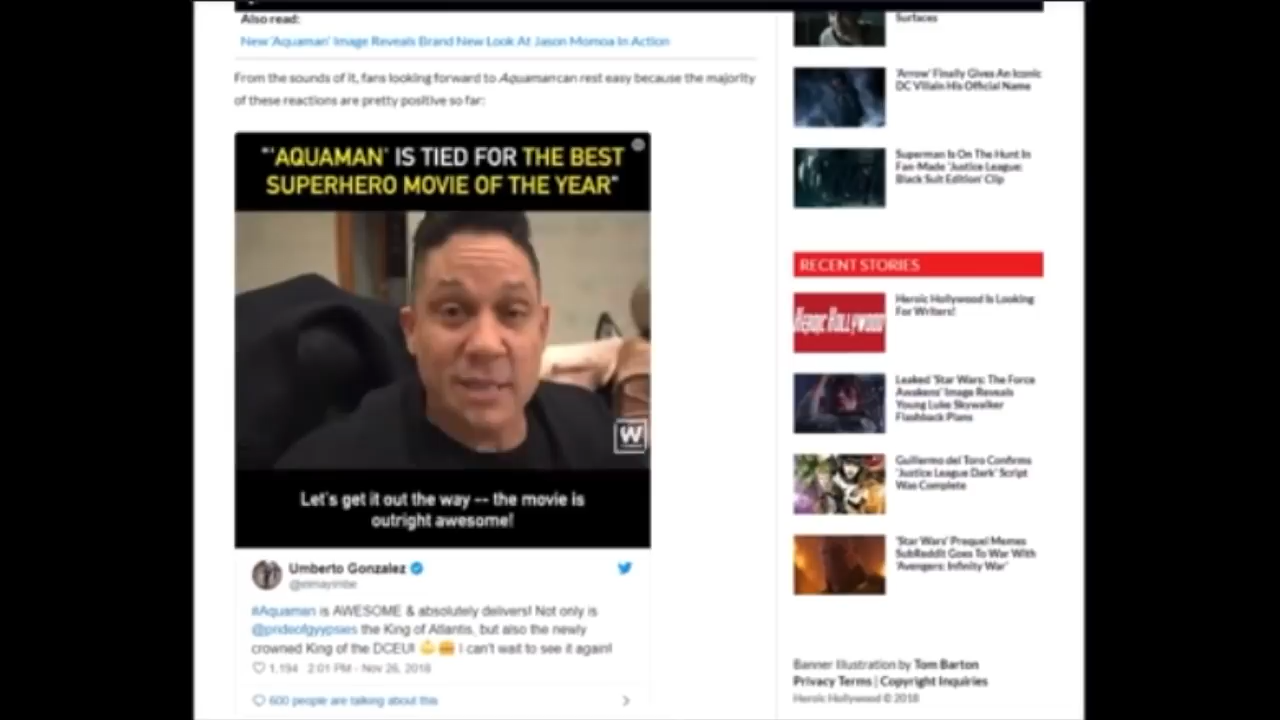 Also read:
New 'Aquaman' Image Reveals Brand New Look At Jason Momoa In Action
From the sounds of it, fans looking forward to Aquaman can rest easy because the majority
of these reactions are pretty positive so far:
"'AQUAMAN' IS TIED FOR THE BEST
SUPERHERO MOVIE OF THE YEAR"
W
Let's get it out the way -- the movie is
outright awesome!
Umberto Gonzalez
@elmayimbe
#Aquaman is AWESOME & absolutely delivers! Not only is
@prideofgypsies the King of Atlantis, but also the newly
crowned King of the DCEU! I can't wait to see it again!
1,194 2:01 PM - Nov 26, 2018
600 people are talking about this
Surfaces
'Arrow' Finally Gives An Iconic
DC Villain His Official Name
Superman Is On The Hunt In
Fan-Made 'Justice League:
Black Suit Edition' Clip
RECENT STORIES
HEROIC HOLLYWOOD
Heroic Hollywood Is Looking
For Writers!
Leaked 'Star Wars: The Force
Awakens' Image Reveals
Young Luke Skywalker
Flashback Plans
Guillermo del Toro Confirms
'Justice League Dark' Script
Was Complete
'Star Wars' Prequel Memes
SubReddit Goes To War With
'Avengers: Infinity War'
Banner Illustration by Tom Barton
Privacy Terms | Copyright Inquiries
Heroic Hollywood © 2018